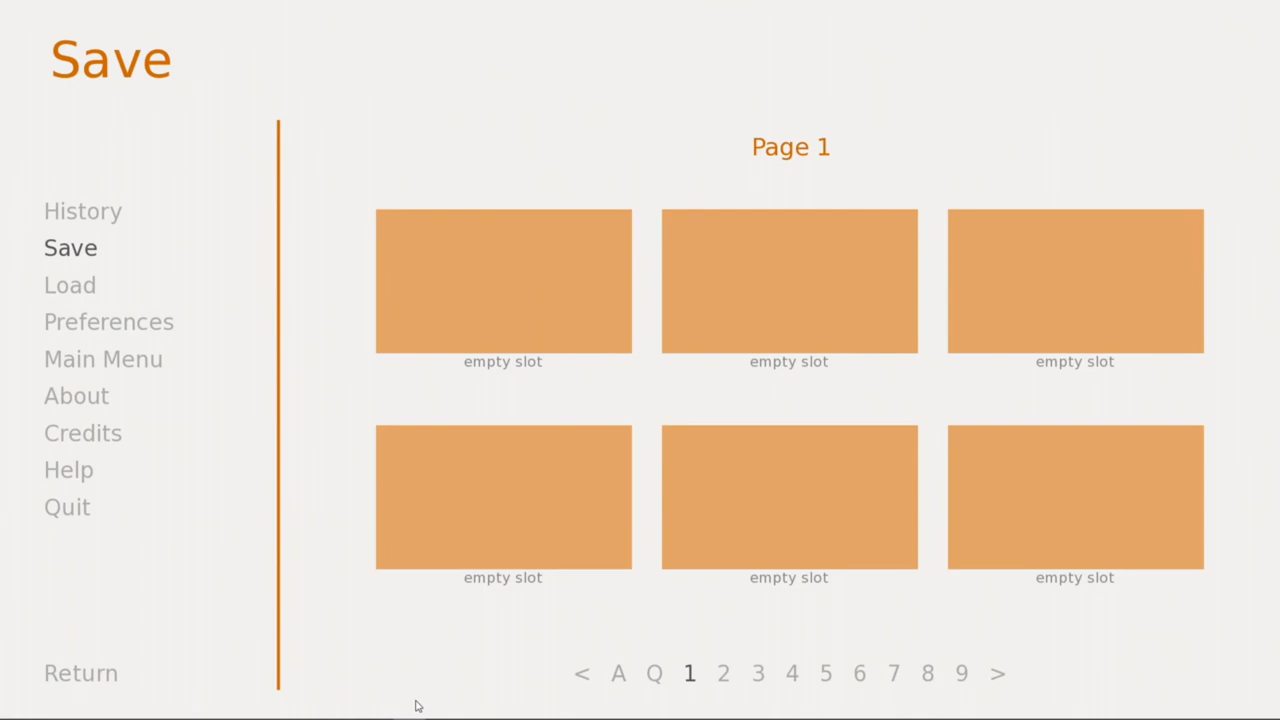 Save
Page 1
History
Save
Load
Preferences
Main Menu
About
Credits
Help
Quit
Return
empty slot empty slot empty slot
empty slot empty slot empty slot
< A Q 1 2 3 4 5 6 7 8 9 >